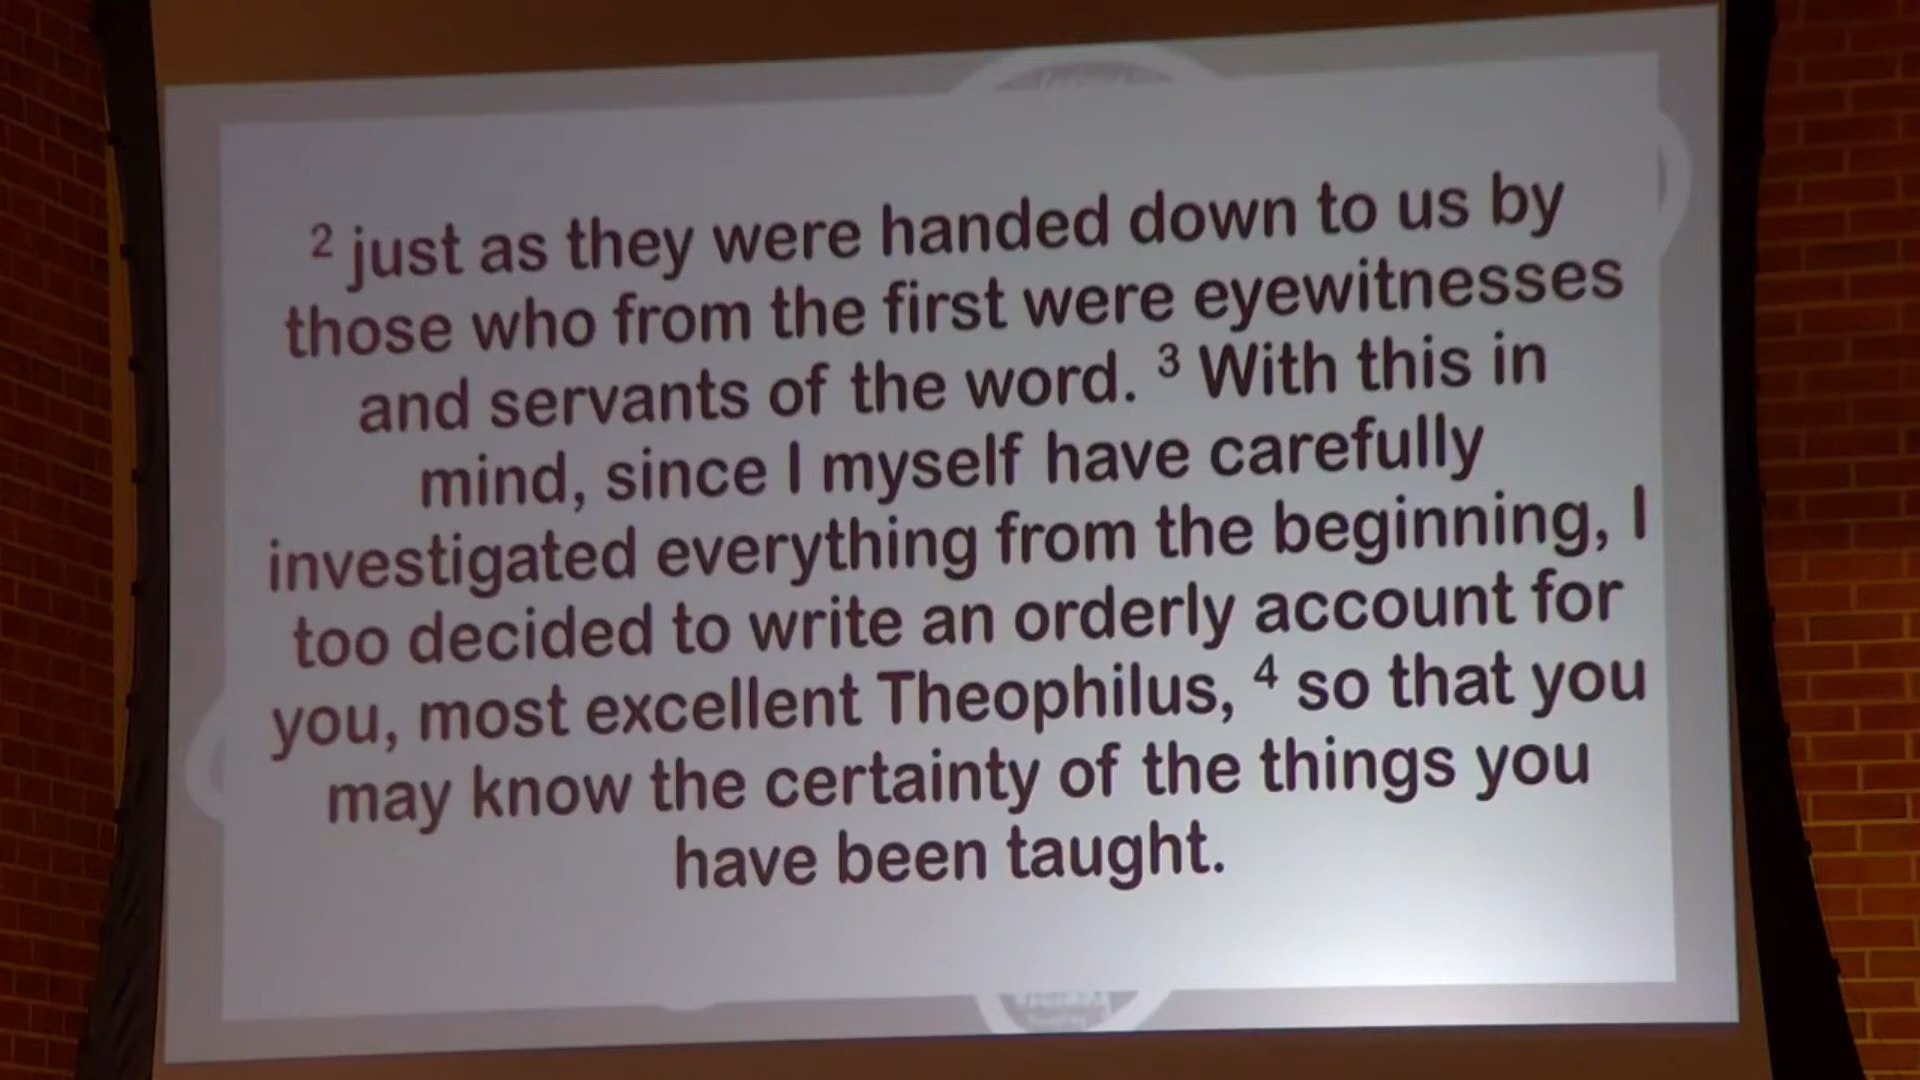 2 just as they were handed down to us by
those who from the first were eyewitnesses
and servants of the word. 3 With this in
mind, since I myself have carefully
investigated everything from the beginning, I
too decided to write an orderly account for
you, most excellent Theophilus, 4 so that you
may know the certainty of the things you
have been taught.